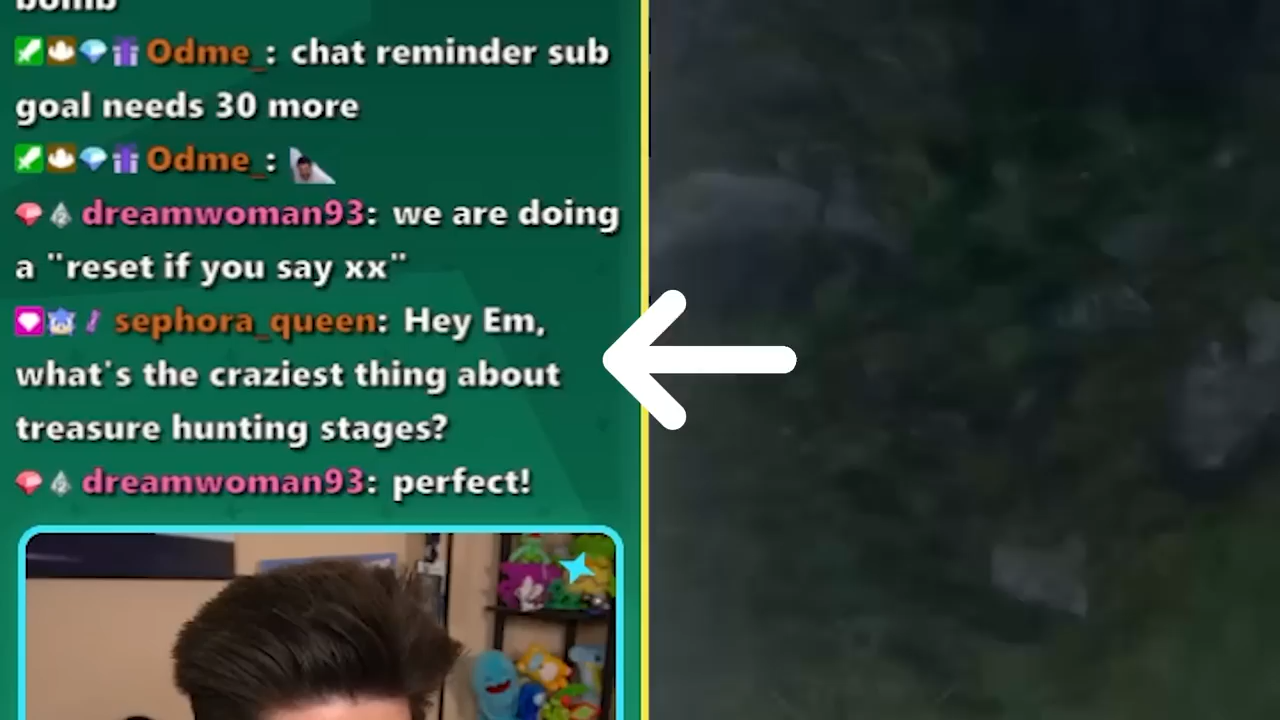 bomb
Odme_: chat reminder sub
goal needs 30 more
Odme_:
dreamwoman93: we are doing
a "reset if you say xx"
sephora_queen: Hey Em,
what's the craziest thing about
treasure hunting stages?
dreamwoman93: perfect!